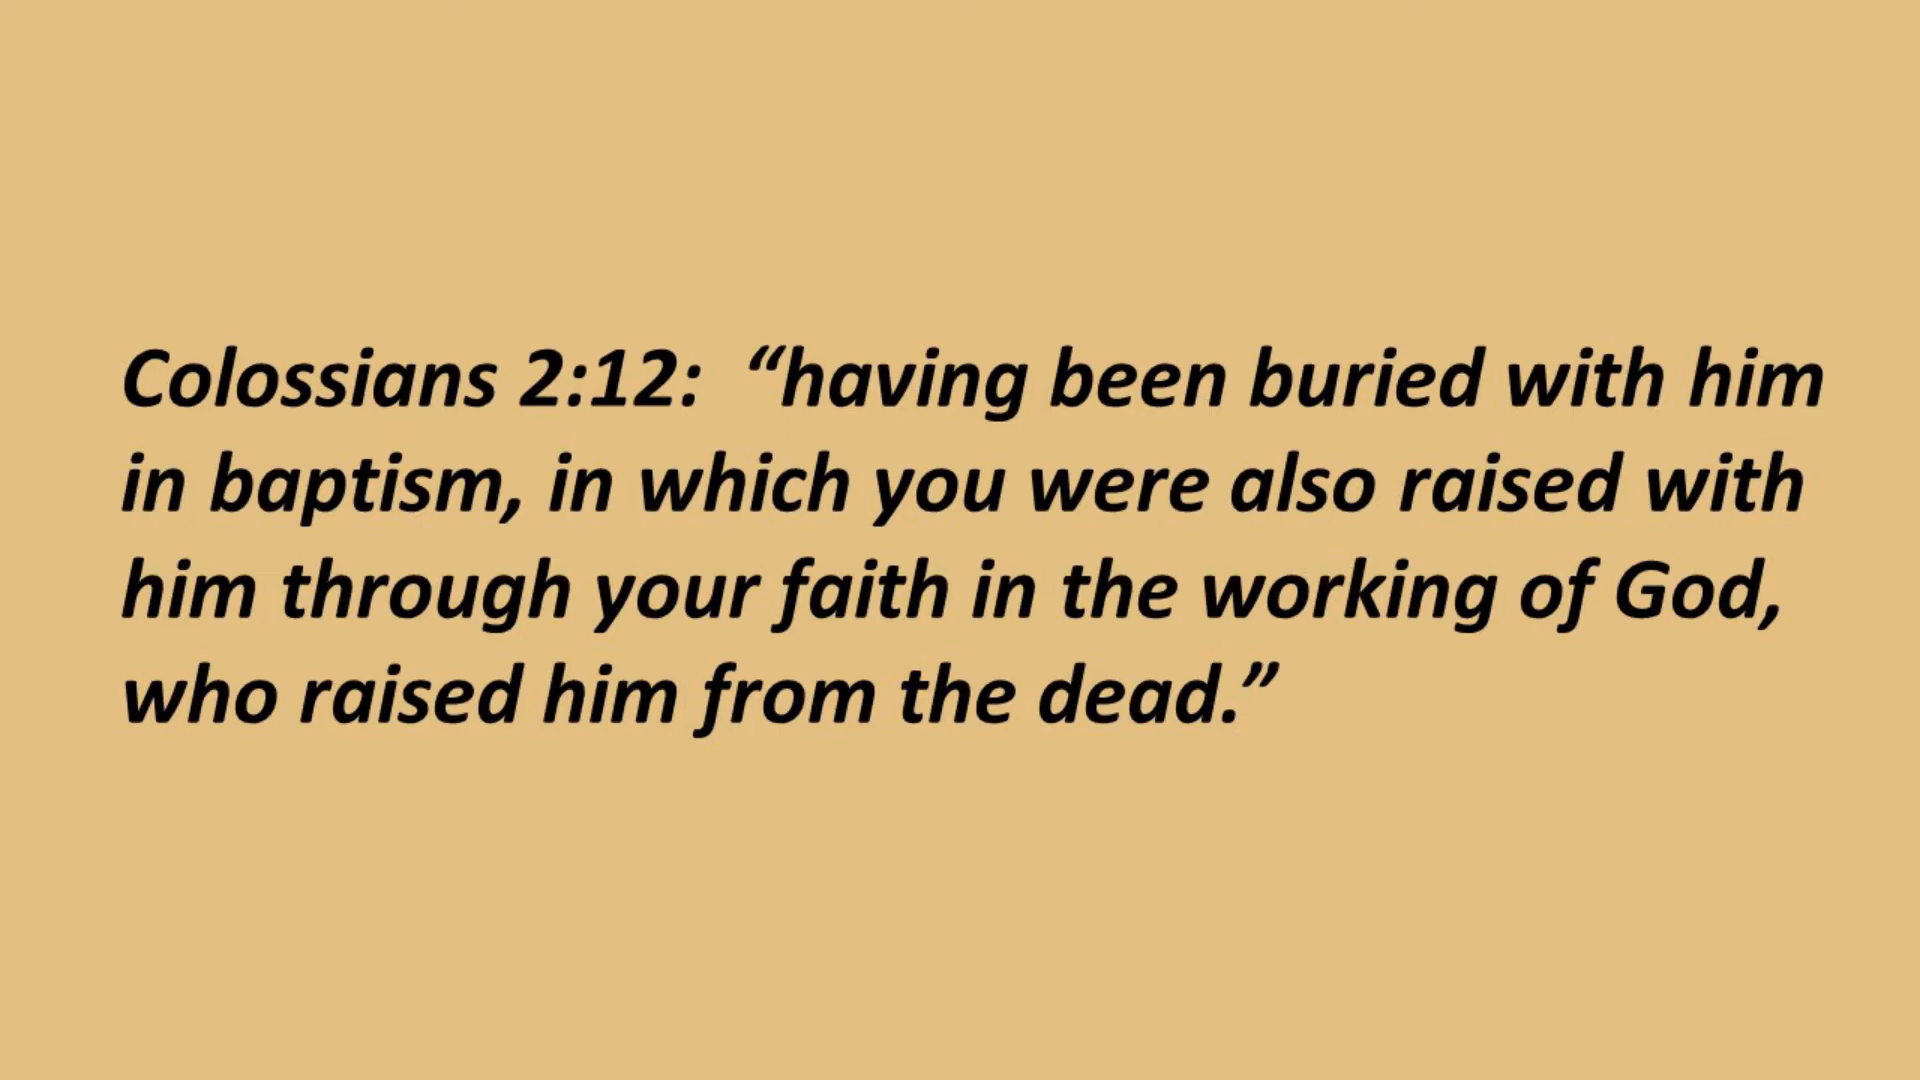 Colossians 2:12:  “having been buried with him
in baptism, in which you were also raised with
him through your faith in the working of God,
who raised him from the dead.”